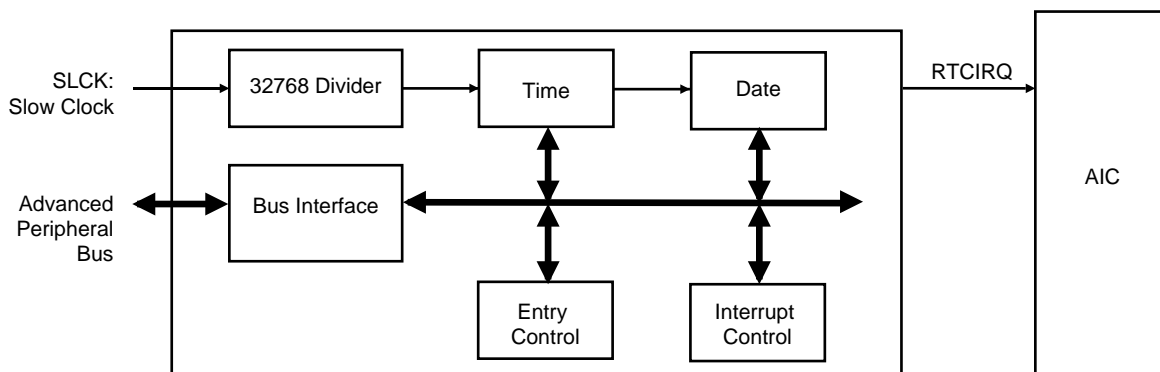 SLCK:
Slow Clock
32768 Divider
Time
Date
RTCIRQ
AIC
Advanced
Peripheral
Bus
Bus Interface
Entry
Control
Interrupt
Control